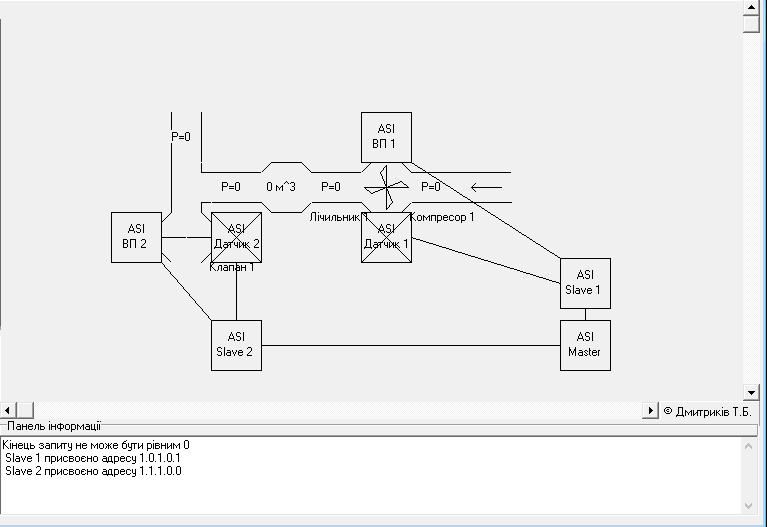 P=0
ASI
ВП 1
P=0
0 м^3
P=0
P=0
Лічильник 1
Компресор 1
ASI
ВП 2
ASI
Датчик 2
Клапан 1
ASI
Датчик 1
ASI
Slave 1
ASI
Slave 2
ASI
Master
© Дмитриків Т.Б.
Панель інформації
Кінець запиту не може бути рівним 0
Slave 1 присвоєно адресу 1.0.1.0.1
Slave 2 присвоєно адресу 1.1.1.0.0